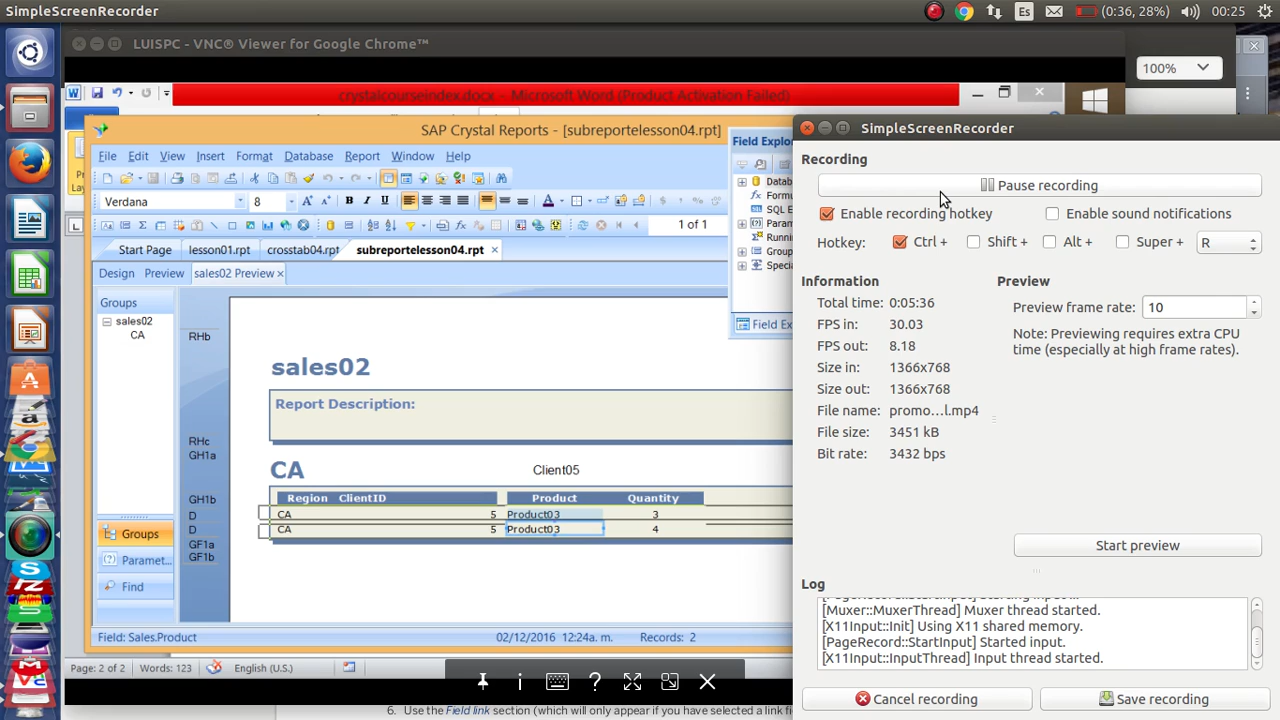 SimpleScreenRecorder
Es
(0:36, 28%)
00:25
LUISPC - VNC® Viewer for Google Chrome™
100%
crystalcourseindex.docx - Microsoft Word (Product Activation Failed)
SAP Crystal Reports - [subreportelesson04.rpt]
File Edit View Insert Format Database Report Window Help
Verdana
8
B I U
1 of 1
Start Page
lesson01.rpt
crosstab04.rpt
subreportelesson04.rpt
Design
Preview
sales02 Preview
Groups
sales02
CA
Groups
Paramet...
Find
RHb
RHc
GH1a
GH1b
D
D
GF1a
GF1b
sales02
Report Description:
CA
Client05
Region ClientID Product Quantity
CA 5 Product03 3
CA 5 Product03 4
Field: Sales.Product
02/12/2016 12:24a. m.
Records: 2
Page: 2 of 2
Words: 123
English (U.S.)
6. Use the Field link section (which will only appear if you have selected a link fi
Field Explo
Datab
Formu
SQL E
Param
Runnin
Group
Specia
Field Ex
SimpleScreenRecorder
Recording
Pause recording
Enable recording hotkey
Enable sound notifications
Hotkey:
Ctrl +
Shift +
Alt +
Super +
R
Information
Total time: 0:05:36
FPS in: 30.03
FPS out: 8.18
Size in: 1366x768
Size out: 1366x768
File name: promo...l.mp4
File size: 3451 kB
Bit rate: 3432 bps
Preview
Preview frame rate: 10
Note: Previewing requires extra CPU
time (especially at high frame rates).
Start preview
Log
[Muxer::MuxerThread] Muxer thread started.
[X11Input::Init] Using X11 shared memory.
[PageRecord::StartInput] Started input.
[X11Input::InputThread] Input thread started.
Cancel recording
Save recording